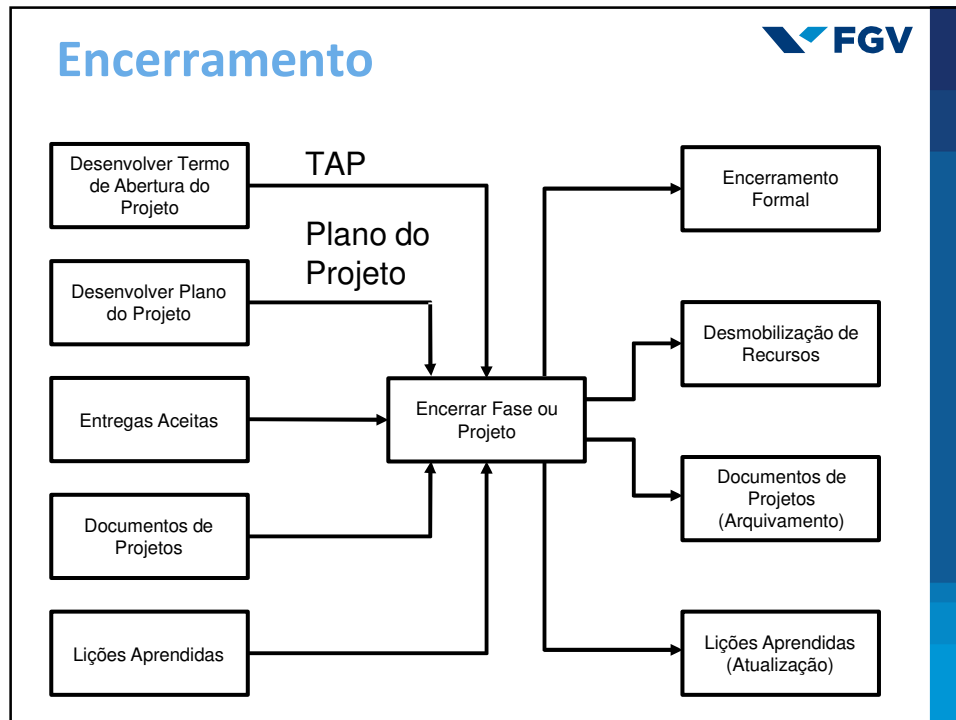 Encerramento
FGV
Desenvolver Termo
de Abertura do
Projeto
TAP
Encerramento
Formal
Plano do
Projeto
Desenvolver Plano
do Projeto
Desmobilização de
Recursos
Entregas Aceitas
Encerrar Fase ou
Projeto
Documentos de
Projetos
Documentos de
Projetos
(Arquivamento)
Lições Aprendidas
Lições Aprendidas
(Atualização)